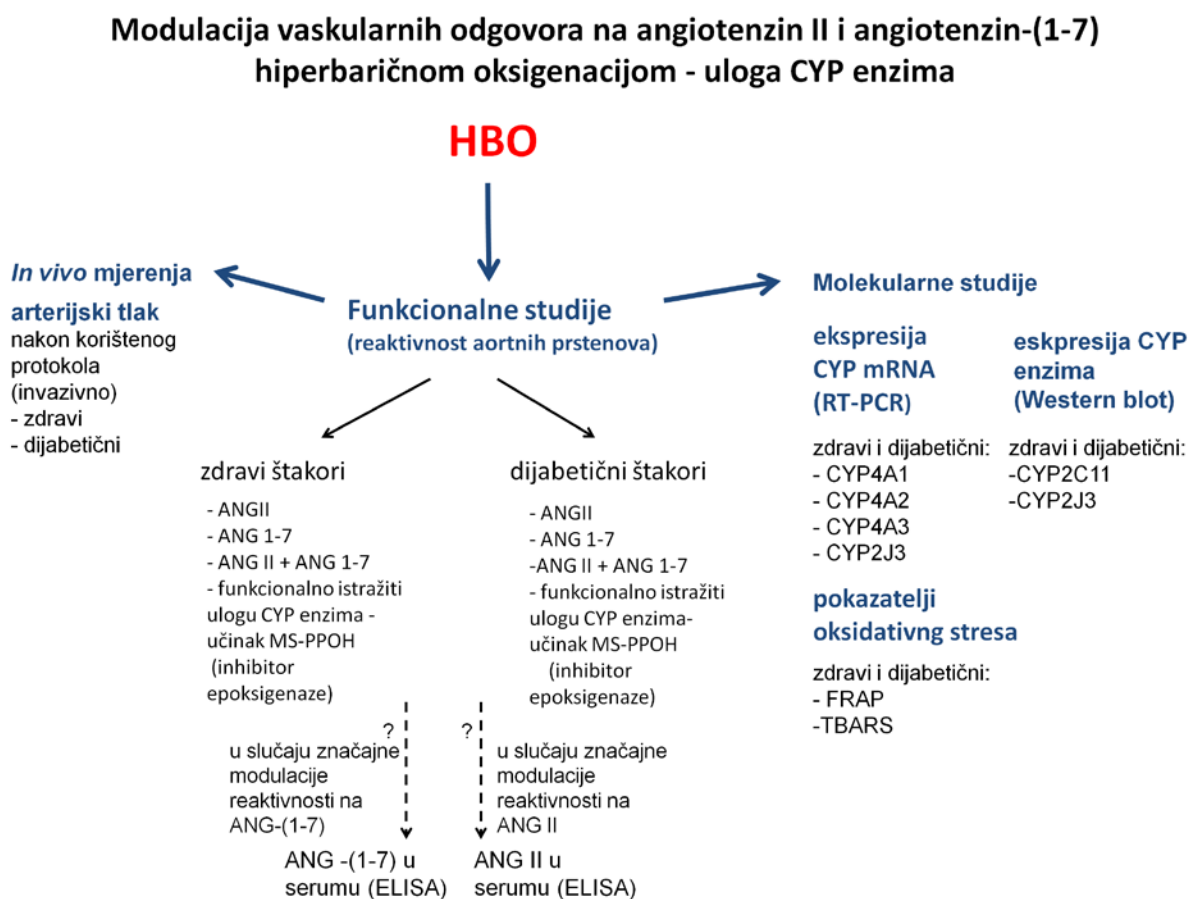 Modulacija vaskularnih odgovora na angiotenzin II i angiotenzin-(1-7)
hiperbaričnom oksigenacijom - uloga CYP enzima
HBO
In vivo mjerenja
arterijski tlak
nakon korištenog
protokola
(invazivno)
- zdravi
- dijabetični
Funkcionalne studije
(reaktivnost aortnih prstenova)
zdravi štakori
- ANGII
- ANG 1-7
- ANG II + ANG 1-7
- funkcionalno istražiti
ulogu CYP enzima -
učinak MS-PPOH
(inhibitor
epoksigenaze)
?
u slučaju značajne
modulacije
reaktivnosti na
ANG-(1-7)
ANG -(1-7) u
serumu (ELISA)
dijabetični štakori
- ANGII
- ANG 1-7
-ANG II + ANG 1-7
- funkcionalno istražiti
ulogu CYP enzima-
učinak MS-PPOH
(inhibitor
epoksigenaze)
?
u slučaju značajne
modulacije
reaktivnosti na
ANG II
ANG II u
serumu (ELISA)
Molekularne studije
ekspresija
CYP mRNA
(RT-PCR)
zdravi i dijabetični:
- CYP4A1
- CYP4A2
- CYP4A3
- CYP2J3
eskpresija CYP
enzima
(Western blot)
zdravi i dijabetični:
-CYP2C11
-CYP2J3
pokazatelji
oksidativng stresa
zdravi i dijabetični:
- FRAP
-TBARS